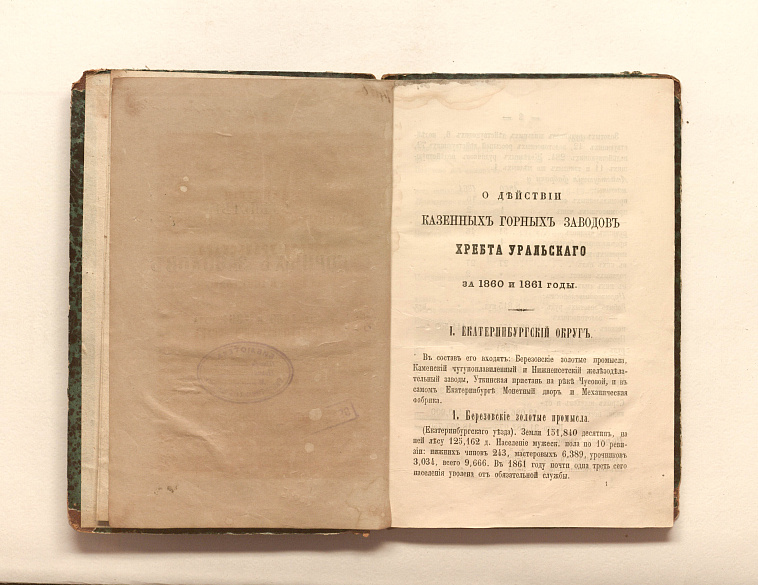 О ДѢЙСТВІИ
КАЗЕННЫХЪ ГОРНЫХЪ ЗАВОДОВЪ
ХРЕБТА УРАЛЬСКАГО
ЗА 1860 И 1861 ГОДЫ.
I. ЕКАТЕРИНБУРГСКІЙ ОКРУГЪ.
Въ составъ его входятъ: Березовскіе золотые промысла,
Каменскій чугуноплавиленный и Нижнеисетскій желѣзодѣла-
тельный заводы, Уткинская пристань на рѣкѣ Чусовой, и въ
самомъ Екатеринбургѣ Монетный дворъ и Механическая
фабрика.
1. Березовскіе золотые промысла.
(Екатеринбургскаго уѣзда). Земли 151,840 десятинъ, на
ней лѣсу 125,162 д. Населеніе мужеск. пола по 10 реви-
зіи: нижнихъ чиновъ 243, мастеровыхъ 6,389, урочниковъ
3,034, всего 9,666. Въ 1861 году почти одна треть сего
населенія уволена отъ обязательной службы.
1